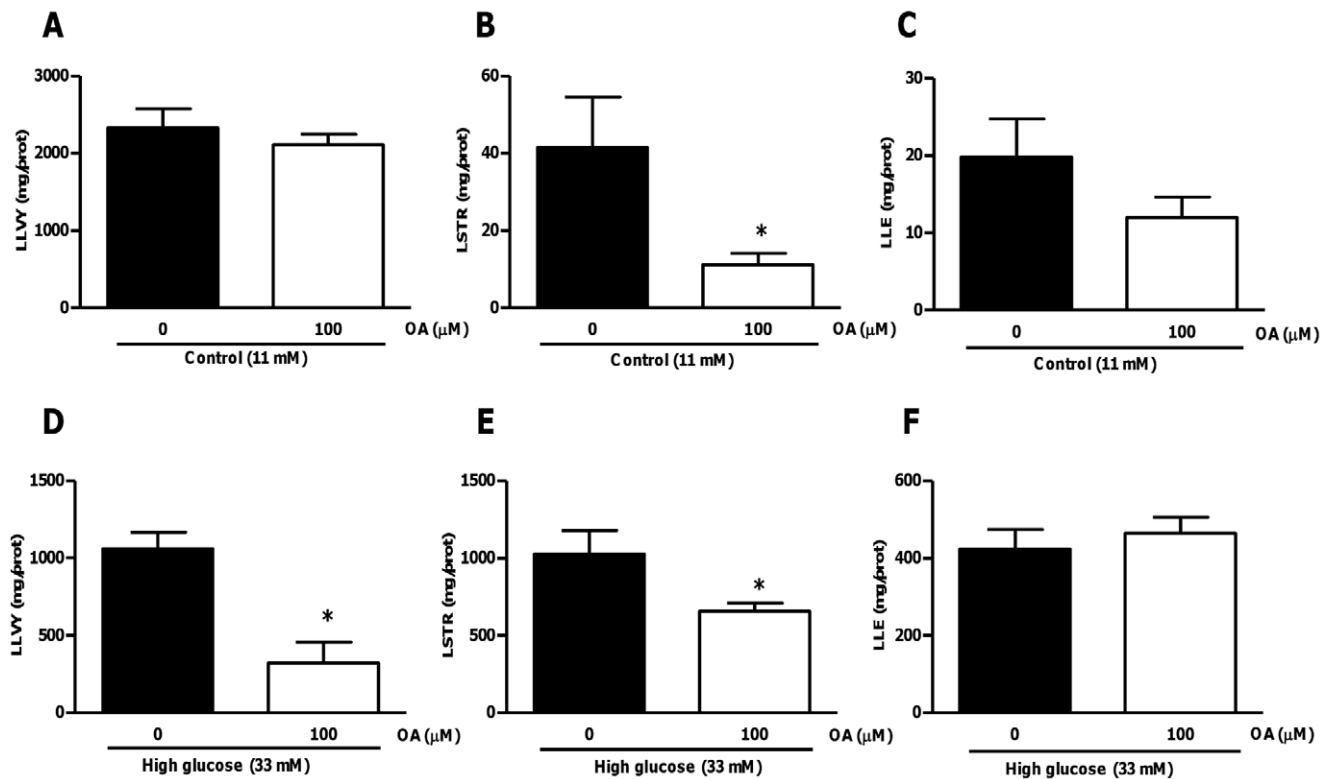 A
B
C
3000
2000
1000
0
LLVY (mg/prot)
0
100
OA (µM)
Control (11 mM)
60
40
20
0
LSTR (mg/prot)
*
0
100
OA (µM)
Control (11 mM)
30
20
10
0
LLE (mg/prot)
0
100
OA (µM)
Control (11 mM)
D
E
F
1500
1000
500
0
LLVY (mg/prot)
*
0
100
OA (µM)
High glucose (33 mM)
1500
1000
500
0
LSTR (mg/prot)
*
0
100
OA (µM)
High glucose (33 mM)
600
400
200
0
LLE (mg/prot)
0
100
OA (µM)
High glucose (33 mM)